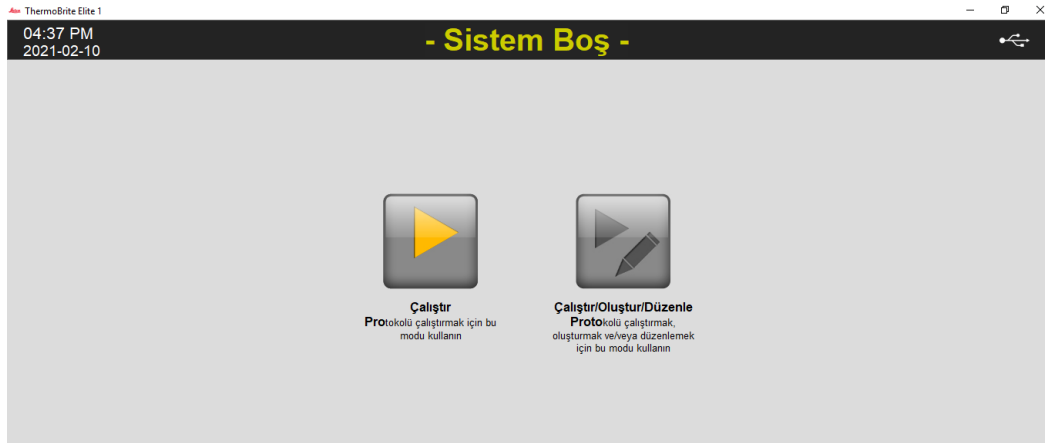 ThermoBrite Elite 1
04:37 PM
2021-02-10
- Sistem Boş -
Çalıştır
Protokolü çalıştırmak için bu
modu kullanın
Çalıştır/Oluştur/Düzenle
Protokolü çalıştırmak,
oluşturmak ve/veya düzenlemek
için bu modu kullanın